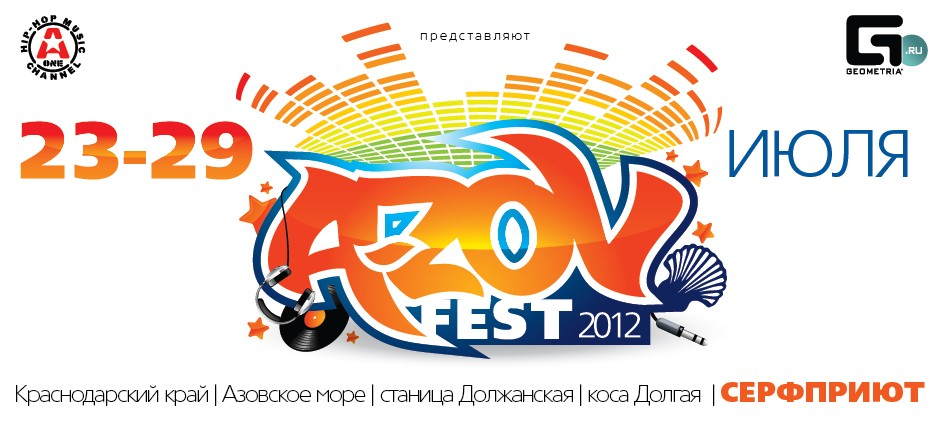 HIP-HOP MUSIC CHANNEL
A
ONE
представляют
G
.RU
GEOMETRIA
23-29
ИЮЛЯ
AZOV
FEST 2012
Краснодарский край | Азовское море | станица Должанская | коса Долгая | СЕРФПРИЮТ